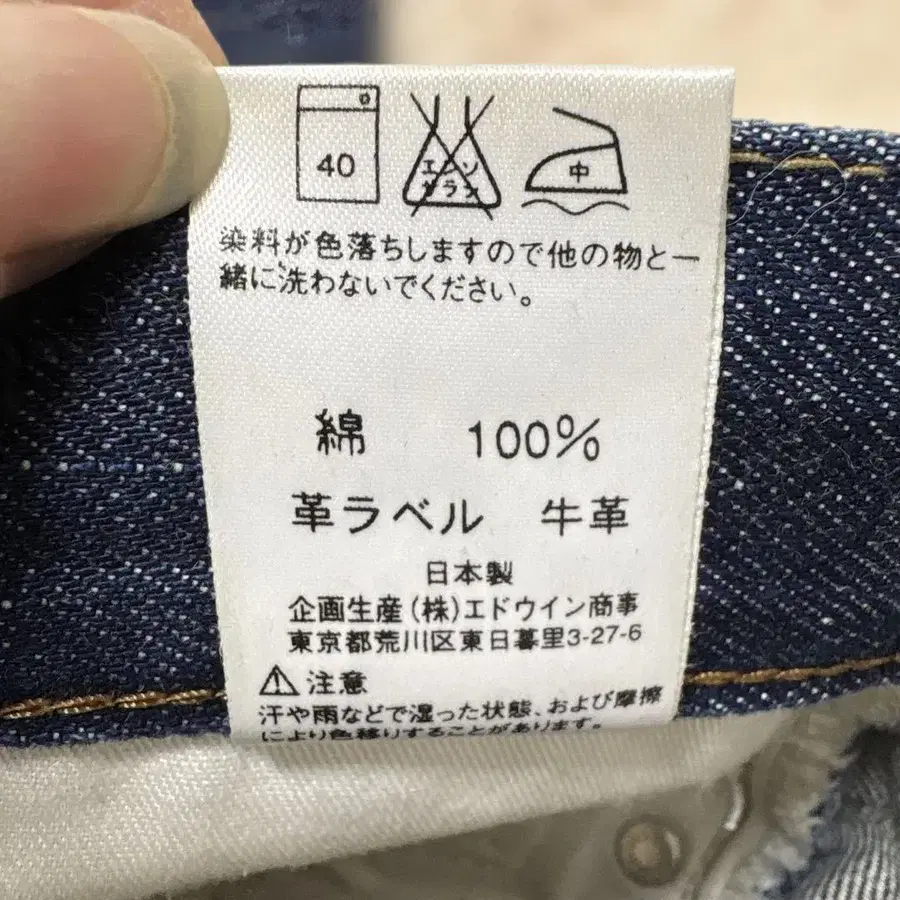 40
エンソ
サラシ
中
染料が色落ちしますので他の物と一
緒に洗わないでください。
綿 100%
革ラベル 牛革
日本製
企画生産(株)エドウイン商事
東京都荒川区東日暮里3-27-6
⚠注意
汗や雨などで湿った状態、および摩擦
により色移りすることがあります。